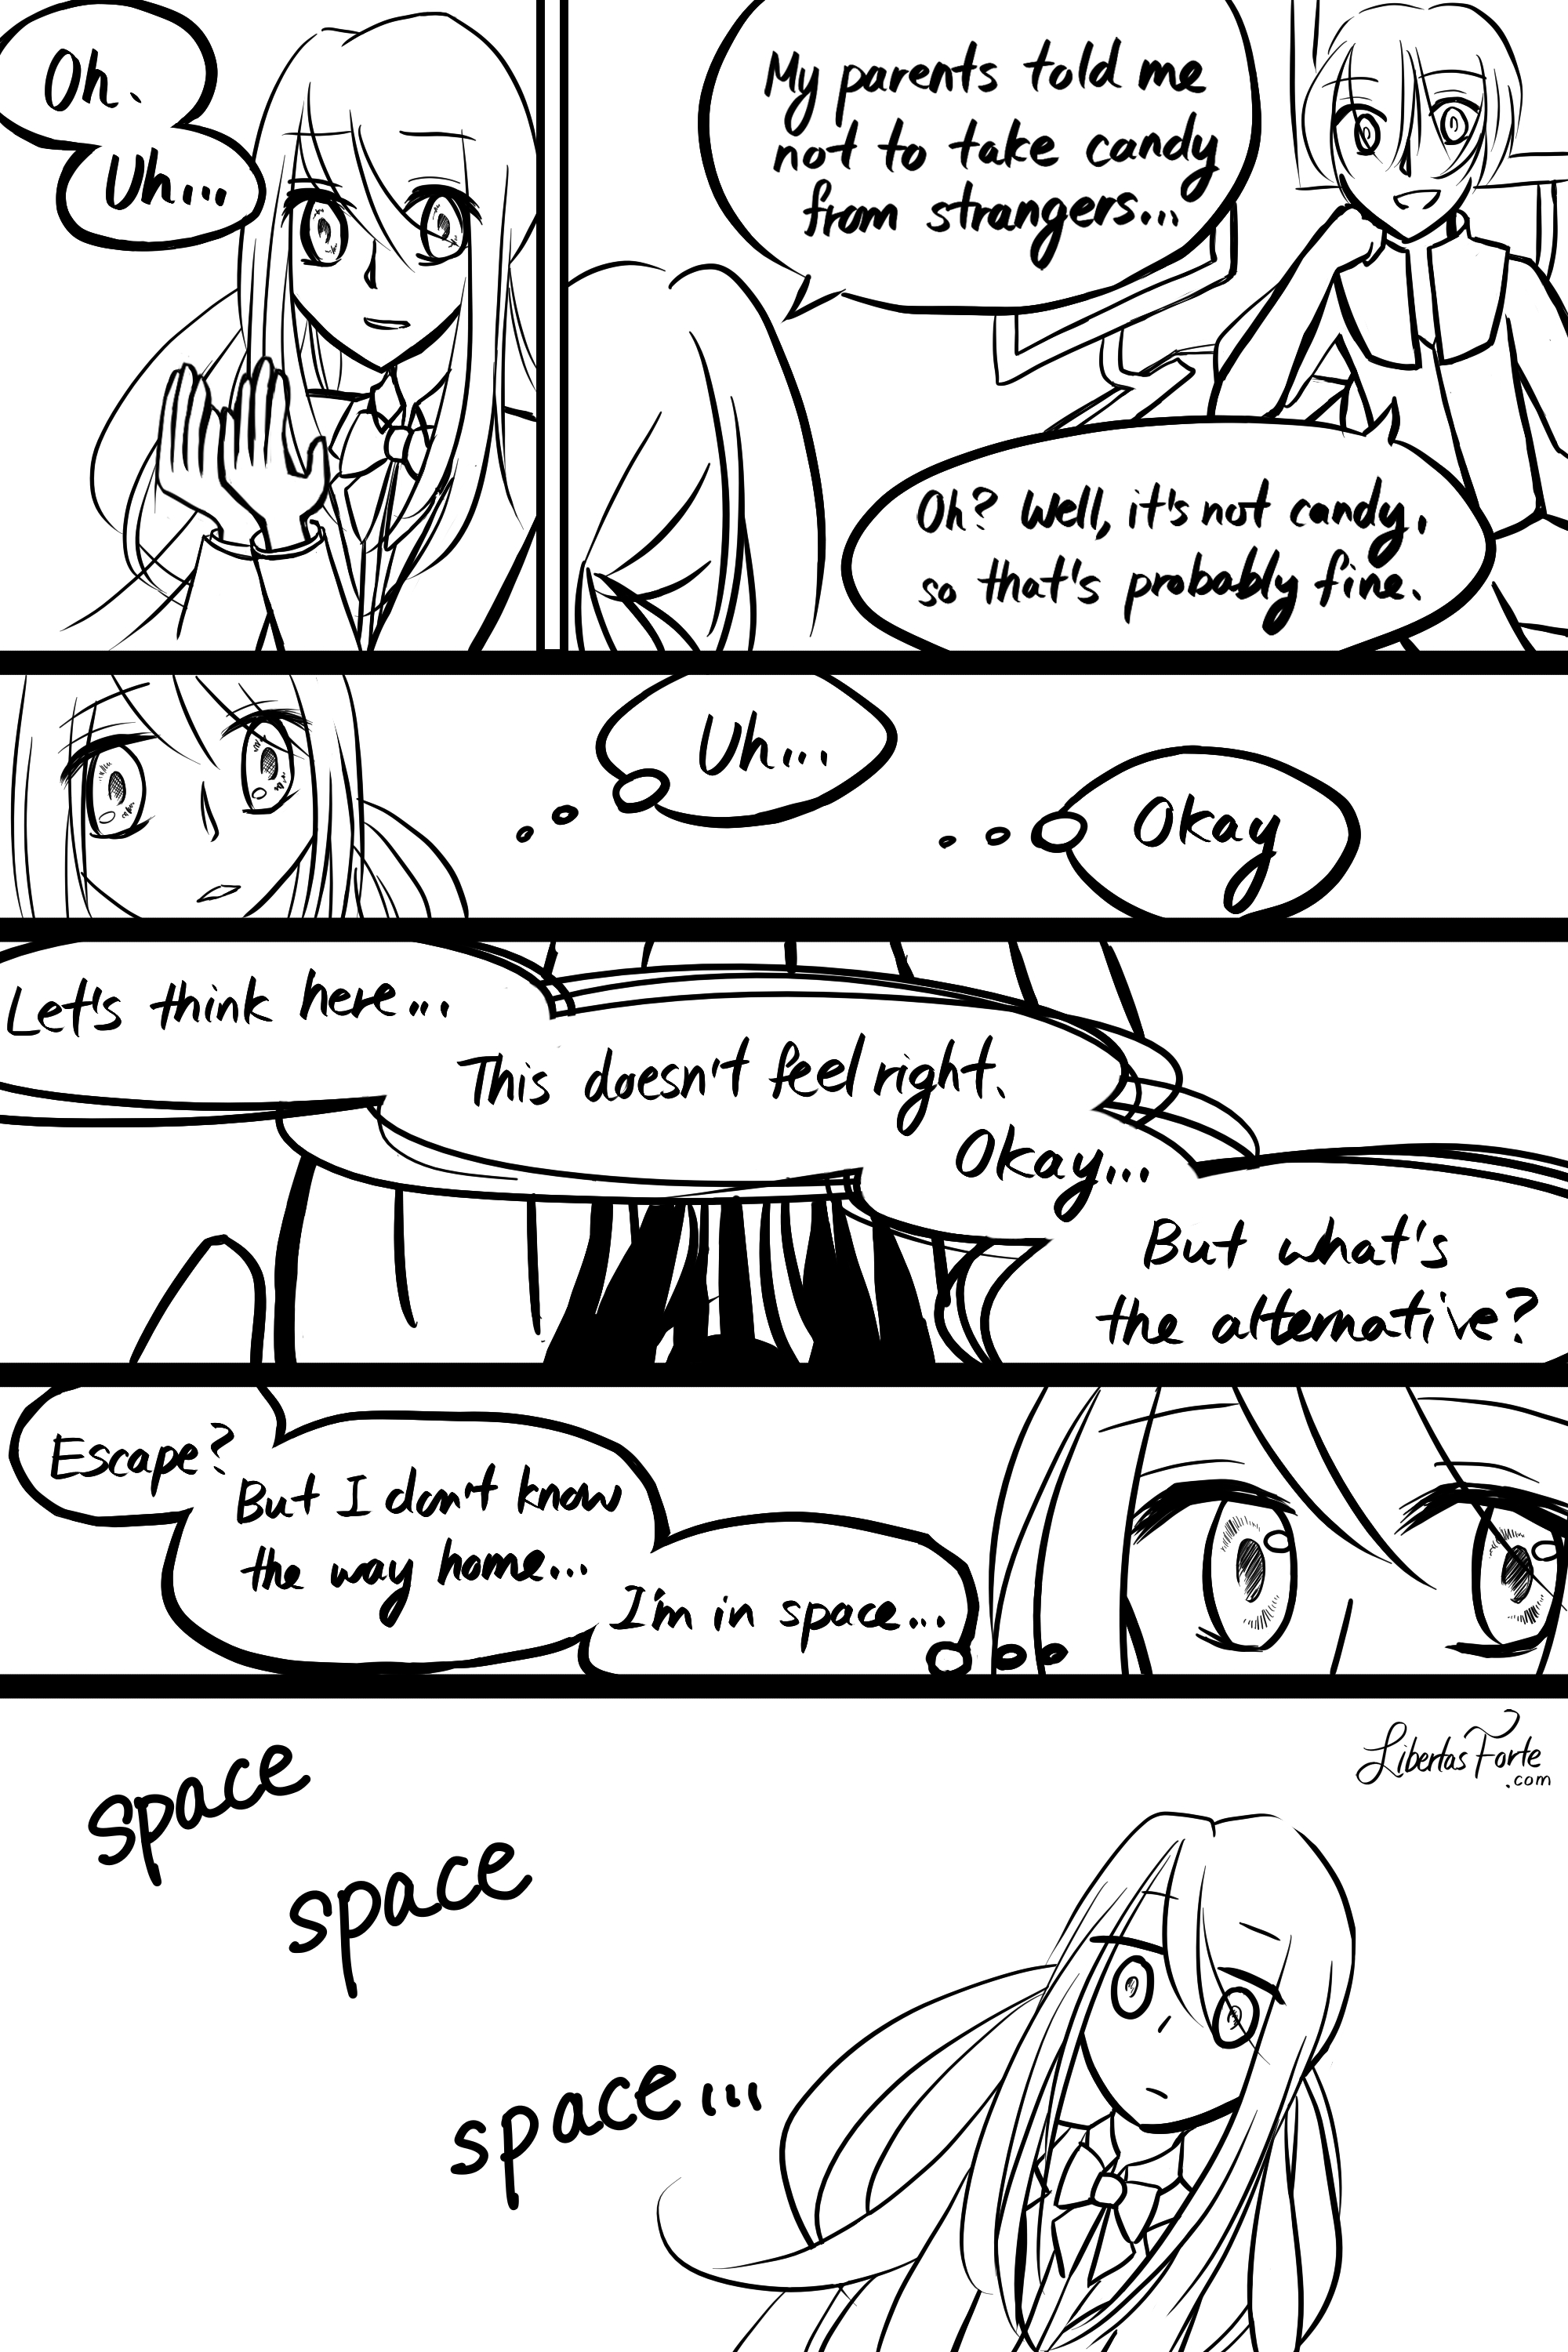 Oh.
Uh...
My parents told me
not to take candy
from strangers...
Oh? Well, it's not candy,
so that's probably fine.
Uh...
Okay
Let's think here...
This doesn't feel right.
Okay...
But what's
the alternative?
Escape?
But I don't know
the way home...
I'm in space...
Libertas Forte
.com
space
space
space...